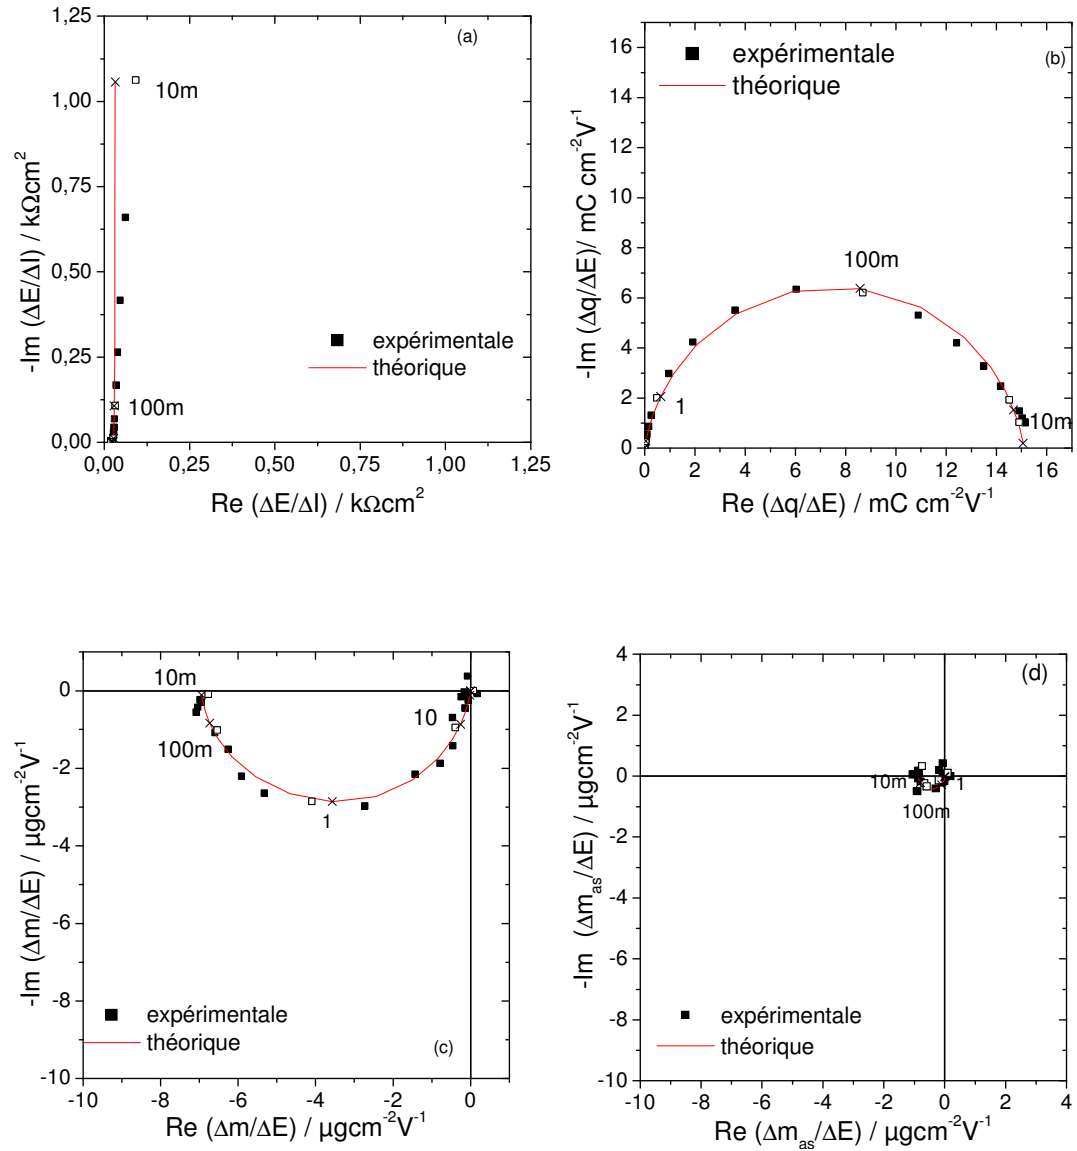 (a)
1,25
1,00
0,75
0,50
0,25
0,00
0,00 0,25 0,50 0,75 1,00 1,25
-Im (ΔE/ΔI) / kΩcm²
Re (ΔE/ΔI) / kΩcm²
10m
100m
expérimentale
théorique
(b)
16
14
12
10
8
6
4
2
0
0 2 4 6 8 10 12 14 16
-Im (Δq/ΔE)/ mC cm⁻²V⁻¹
Re (Δq/ΔE) / mC cm⁻²V⁻¹
expérimentale
théorique
100m
1
10m
0
-2
-4
-6
-8
-10
-10 -8 -6 -4 -2 0
-Im (Δm/ΔE) / µgcm⁻²V⁻¹
Re (Δm/ΔE) / µgcm⁻²V⁻¹
10m
100m
10
1
expérimentale
théorique
(c)
(d)
4
2
0
-2
-4
-6
-8
-10
-10 -8 -6 -4 -2 0 2 4
-Im (Δmas/ΔE) / µgcm⁻²V⁻¹
Re (Δmas/ΔE) / µgcm⁻²V⁻¹
10m
100m
1
expérimentale
théorique